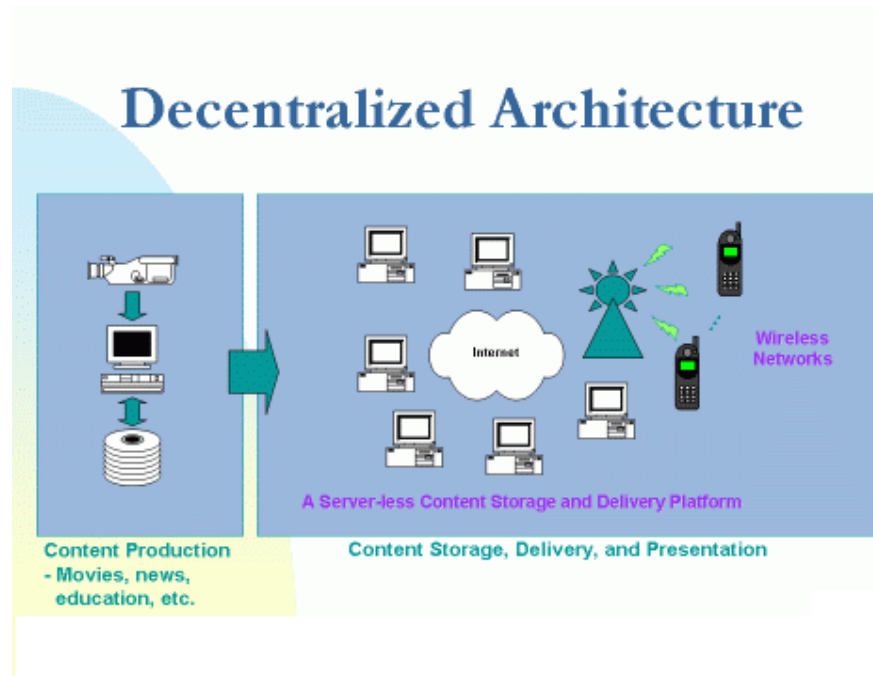 Decentralized Architecture
Internet
Wireless
Networks
A Server-less Content Storage and Delivery Platform
Content Production
- Movies, news,
education, etc.
Content Storage, Delivery, and Presentation